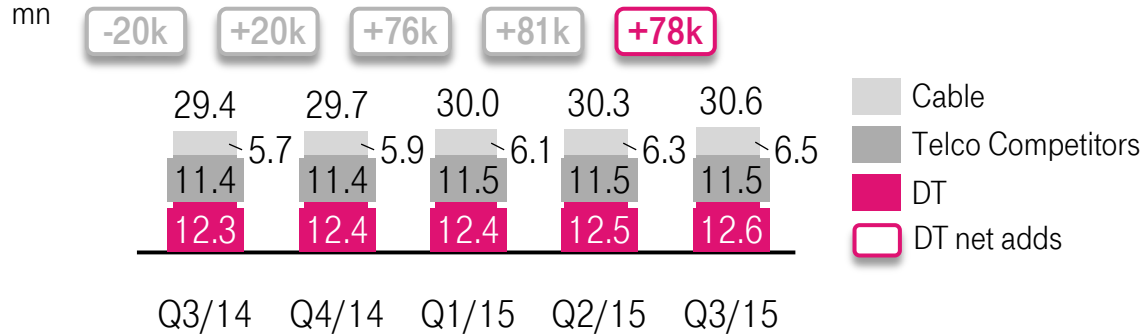 mn
-20k +20k +76k +81k +78k
29.4 29.7 30.0 30.3 30.6
5.7 5.9 6.1 6.3 6.5
11.4 11.4 11.5 11.5 11.5
12.3 12.4 12.4 12.5 12.6
Q3/14 Q4/14 Q1/15 Q2/15 Q3/15
Cable
Telco Competitors
DT
DT net adds